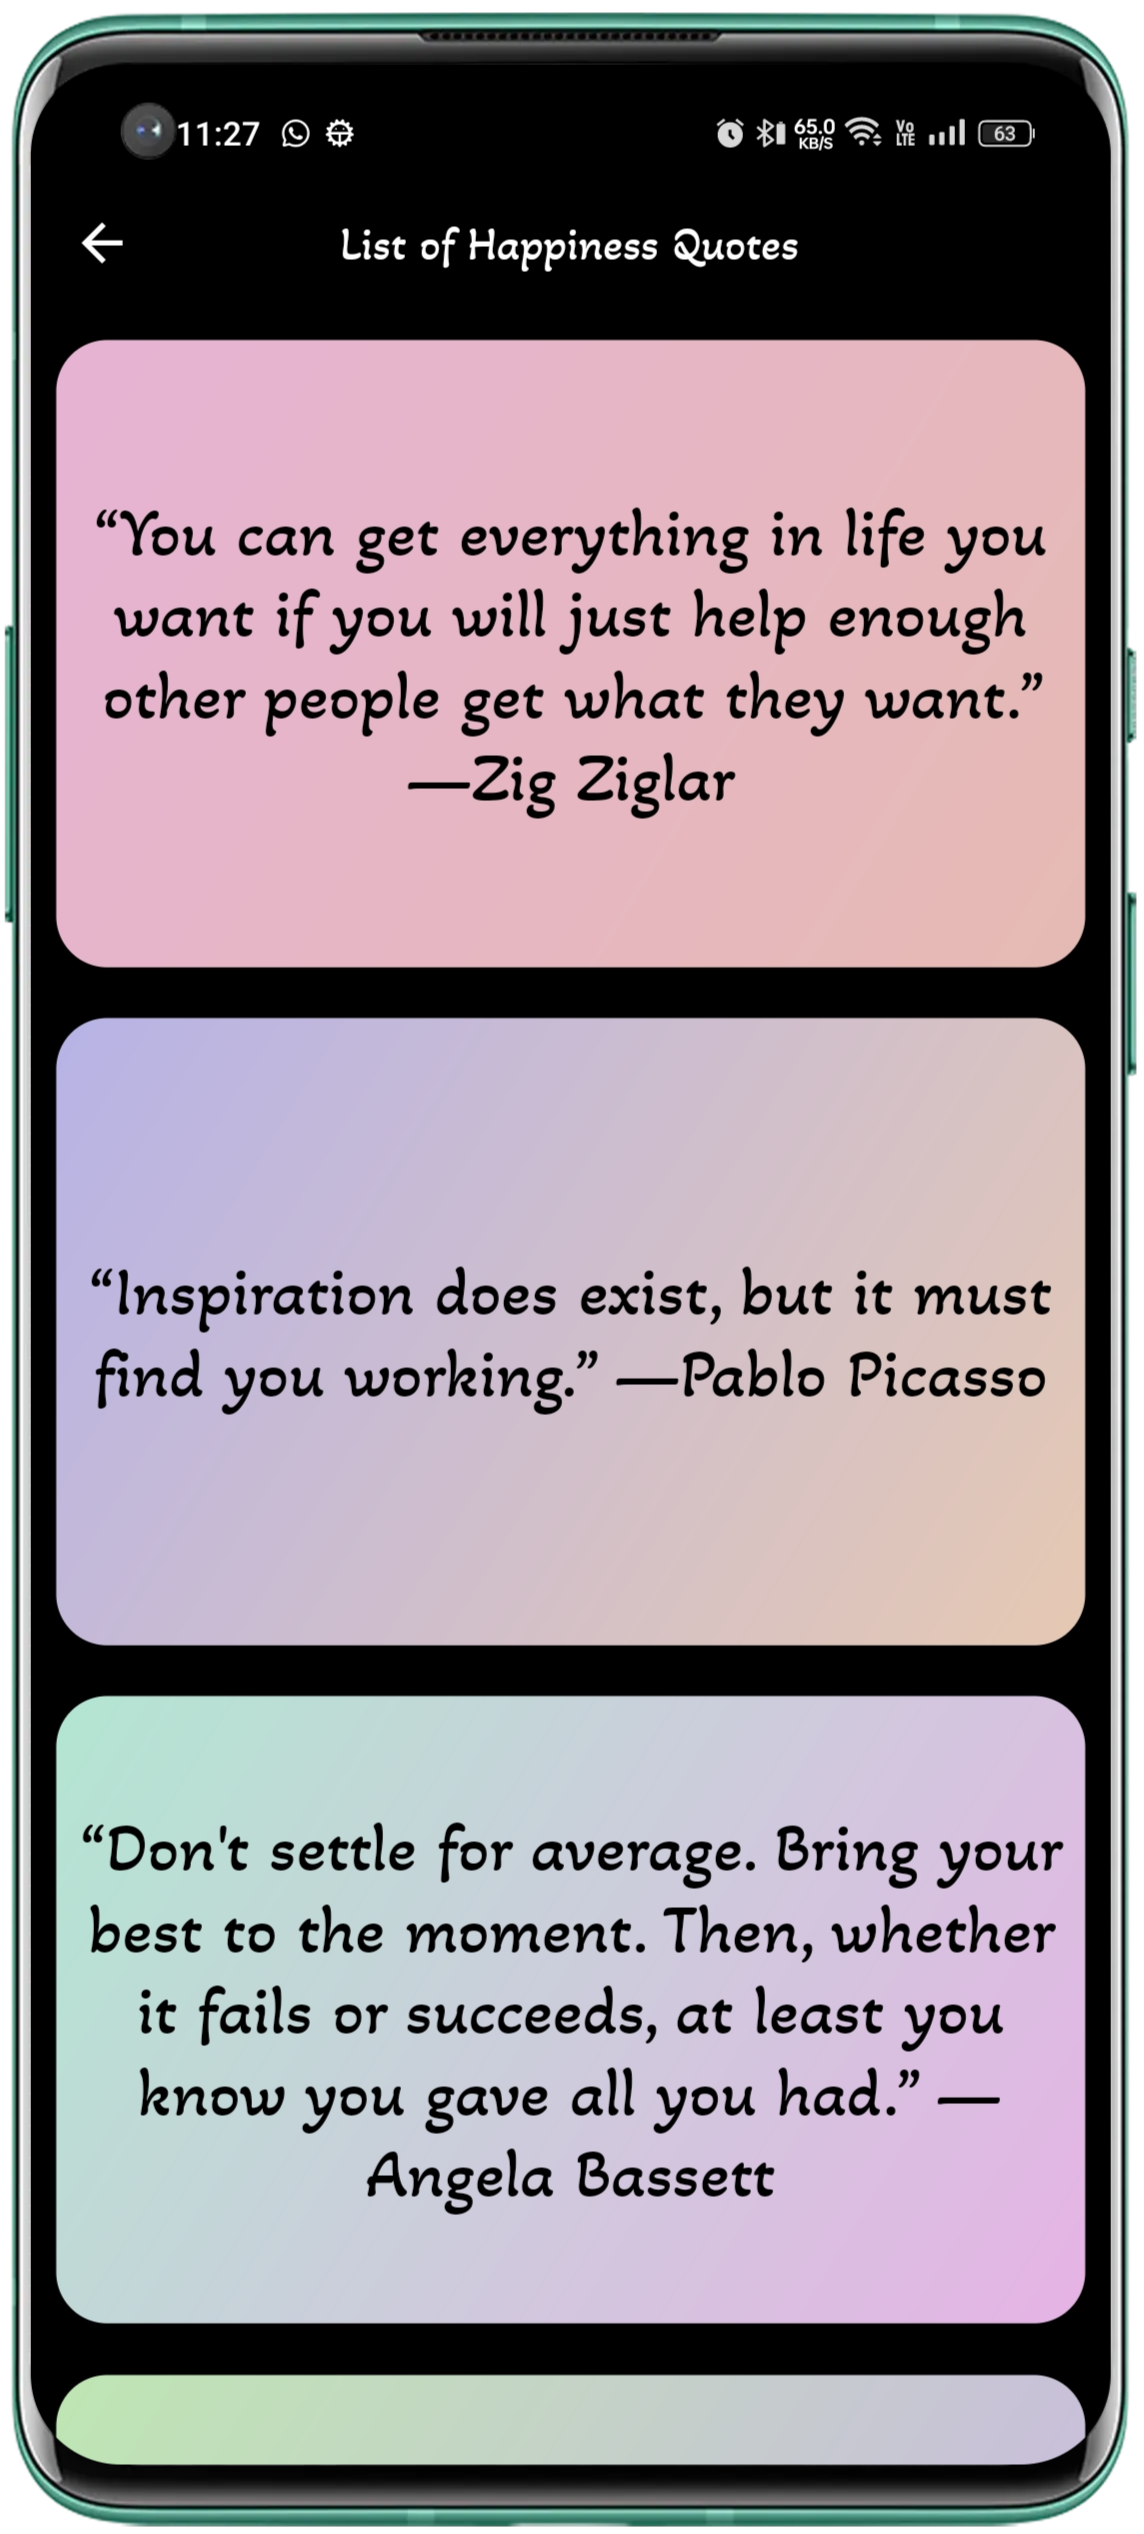 11:27
65.0
KB/S
Vo
LTE
63
List of Happiness Quotes
“You can get everything in life you
want if you will just help enough
other people get what they want.”
—Zig Ziglar
“Inspiration does exist, but it must
find you working.” —Pablo Picasso
“Don't settle for average. Bring your
best to the moment. Then, whether
it fails or succeeds, at least you
know you gave all you had.” —
Angela Bassett